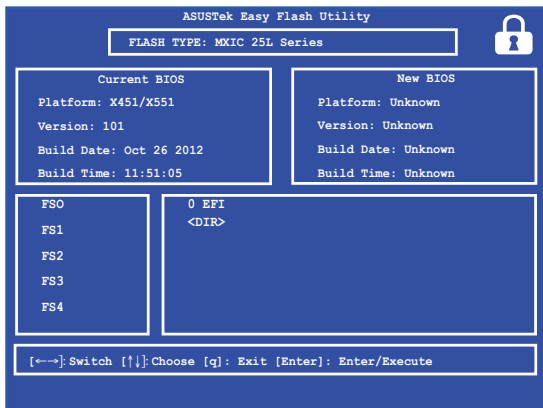 ASUSTek Easy Flash Utility
FLASH TYPE: MXIC 25L Series
Current BIOS
Platform: X451/X551
Version: 101
Build Date: Oct 26 2012
Build Time: 11:51:05
New BIOS
Platform: Unknown
Version: Unknown
Build Date: Unknown
Build Time: Unknown
FSO
FS1
FS2
FS3
FS4
0 EFI
<DIR>
[←→]: Switch [↑↓]: Choose [q]: Exit [Enter]: Enter/Execute